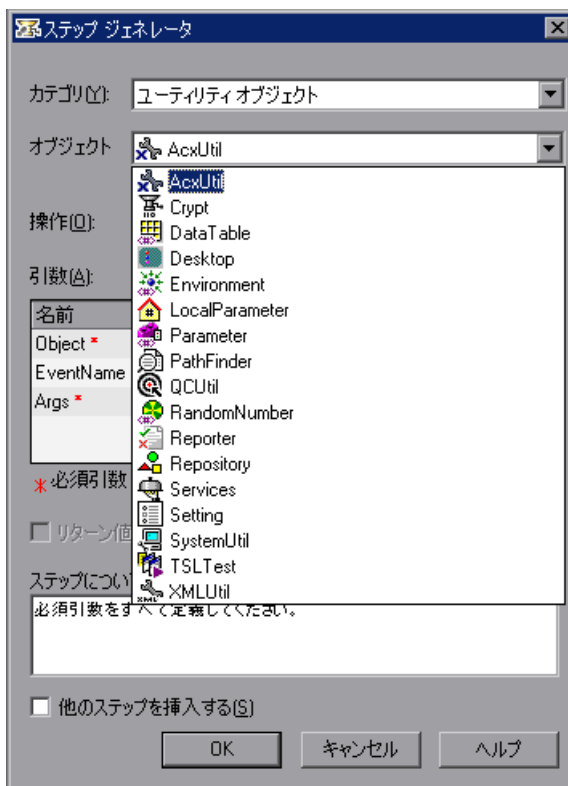 ステップ ジェネレータ
カテゴリ(Y):
ユーティリティ オブジェクト
オブジェクト
AcxUtil
AcxUtil
Crypt
DataTable
操作(O):
Desktop
Environment
引数(A):
LocalParameter
名前
Parameter
Object *
PathFinder
EventName
QCUtil
Args *
RandomNumber
Reporter
Repository
* 必須引数
Services
Setting
リターン値
SystemUtil
TSLTest
ステップについ
XMLUtil
必須引数をすべて定義してください。
他のステップを挿入する(S)
OK キャンセル ヘルプ